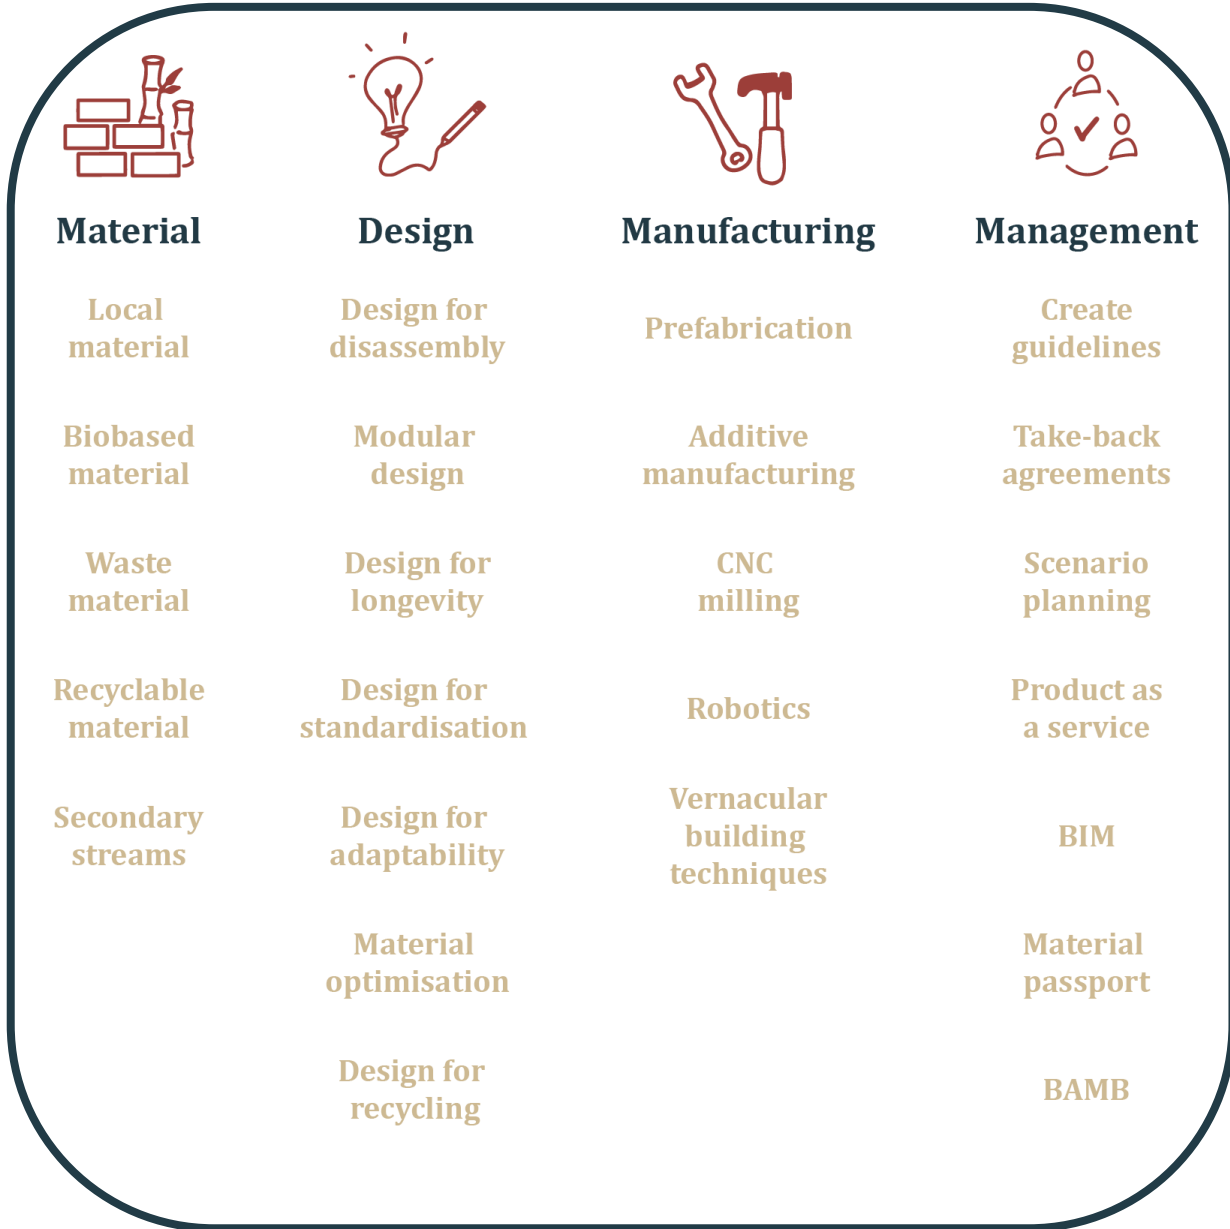 Material
Local
material
Biobased
material
Waste
material
Recyclable
material
Secondary
streams
Design
Design for
disassembly
Modular
design
Design for
longevity
Design for
standardisation
Design for
adaptability
Material
optimisation
Design for
recycling
Manufacturing
Prefabrication
Additive
manufacturing
CNC
milling
Robotics
Vernacular
building
techniques
Management
Create
guidelines
Take-back
agreements
Scenario
planning
Product as
a service
BIM
Material
passport
BAMB